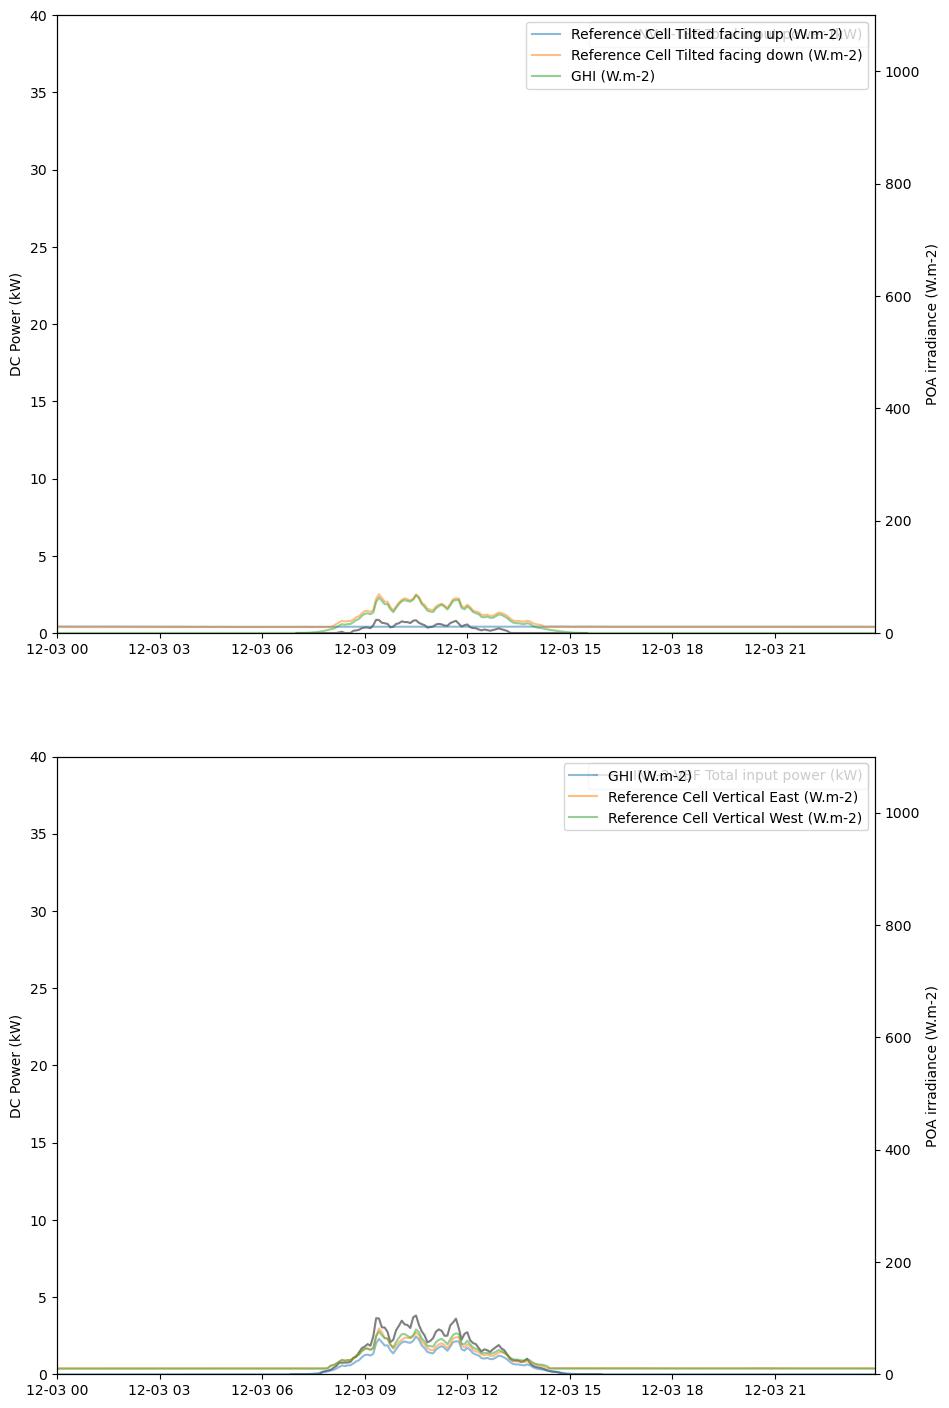 40
35
30
25
20
15
10
5
0
DC Power (kW)
Reference Cell Tilted facing up (W.m-2)
Reference Cell Tilted facing down (W.m-2)
GHI (W.m-2)
1000
800
600
400
200
0
POA irradiance (W.m-2)
12-03 00 12-03 03 12-03 06 12-03 09 12-03 12 12-03 15 12-03 18 12-03 21
40
35
30
25
20
15
10
5
0
DC Power (kW)
GHI (W.m-2) Total input power (kW)
Reference Cell Vertical East (W.m-2)
Reference Cell Vertical West (W.m-2)
1000
800
600
400
200
0
POA irradiance (W.m-2)
12-03 00 12-03 03 12-03 06 12-03 09 12-03 12 12-03 15 12-03 18 12-03 21